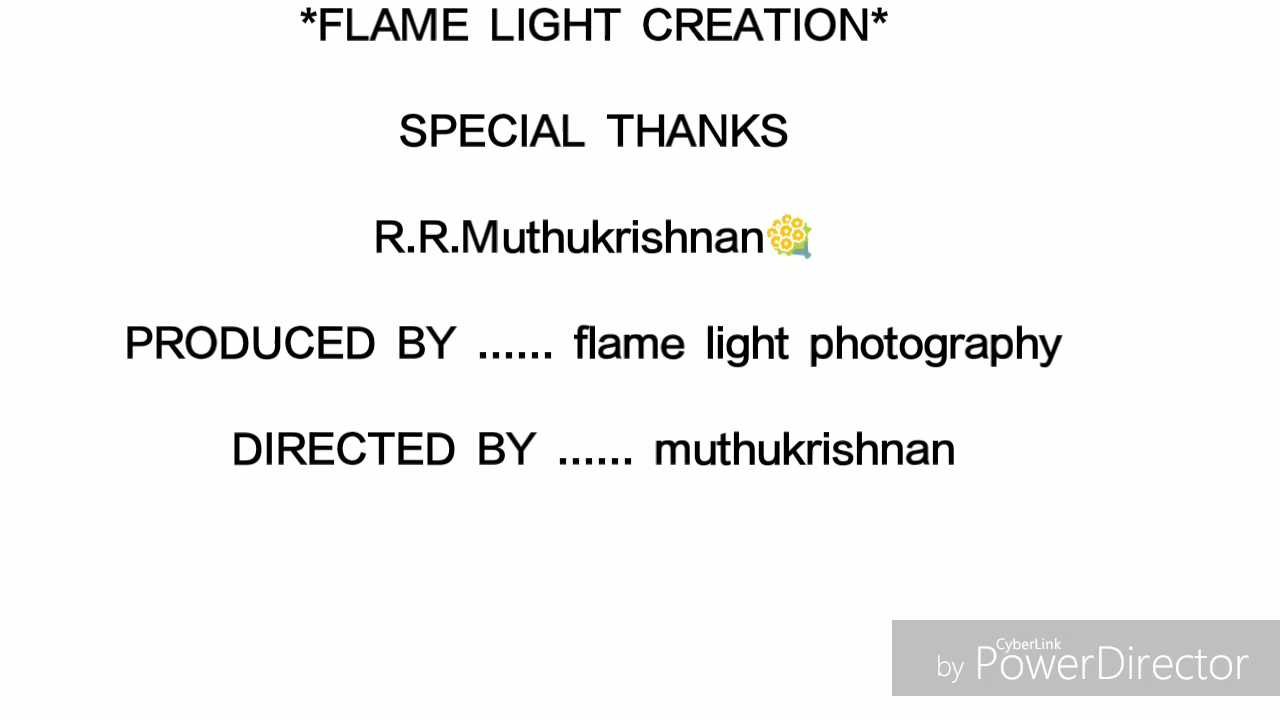 *FLAME LIGHT CREATION*
SPECIAL THANKS
R.R.Muthukrishnan💐
PRODUCED BY ...... flame light photography
DIRECTED BY ...... muthukrishnan
CyberLink
by PowerDirector